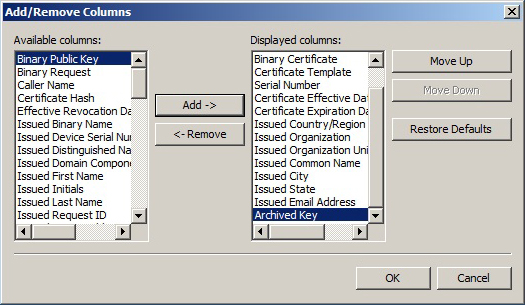 Add/Remove Columns
Available columns:
Binary Public Key
Binary Request
Caller Name
Certificate Hash
Effective Revocation Da
Issued Binary Name
Issued Device Serial Num
Issued Distinguished Na
Issued Domain Compone
Issued First Name
Issued Initials
Issued Last Name
Issued Request ID
Add ->
<- Remove
Displayed columns:
Binary Certificate
Certificate Template
Serial Number
Certificate Effective Dat
Certificate Expiration Da
Issued Country/Region
Issued Organization
Issued Organization Uni
Issued Common Name
Issued City
Issued State
Issued Email Address
Archived Key
Move Up
Move Down
Restore Defaults
OK
Cancel